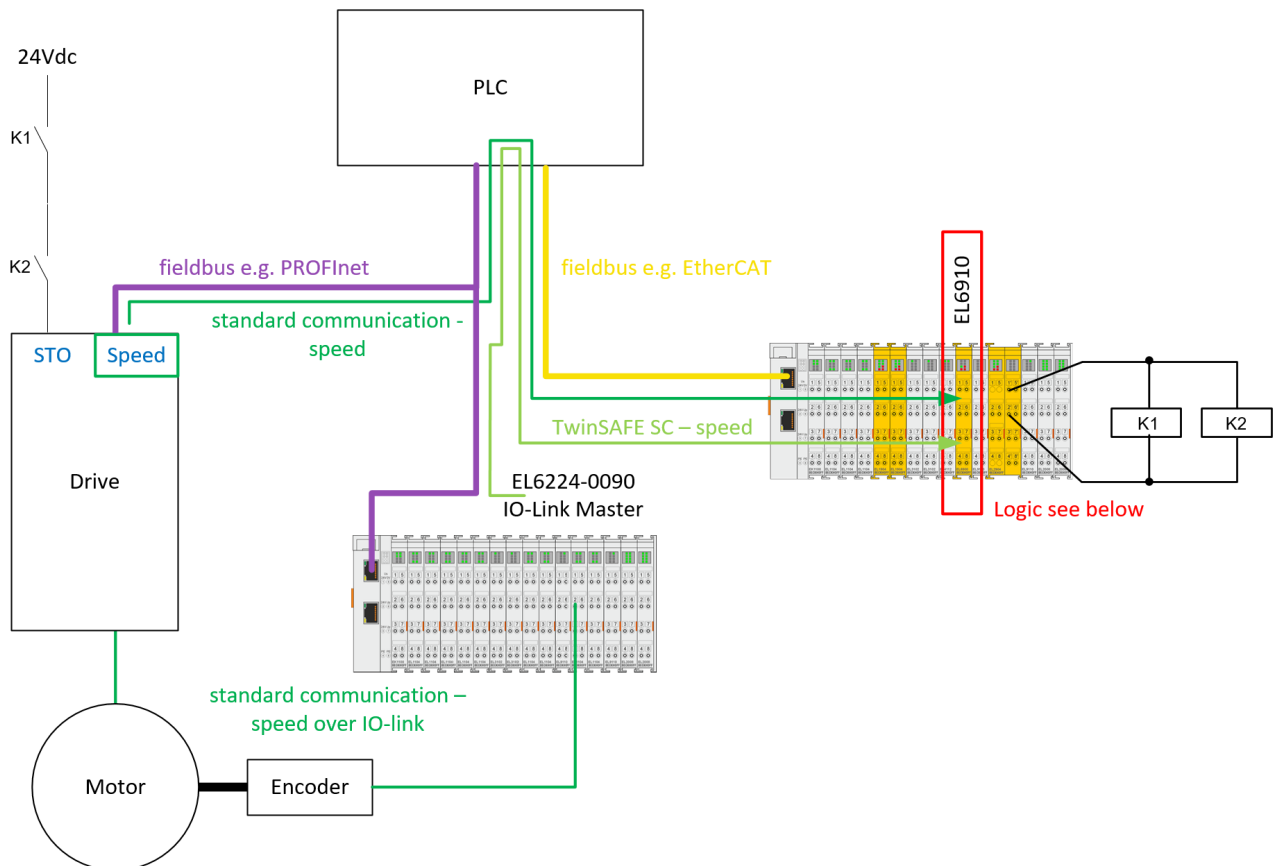 24Vdc
K1
K2
PLC
fieldbus e.g. PROFInet
fieldbus e.g. EtherCAT
standard communication -
speed
STO
Speed
Drive
EL6910
TwinSAFE SC – speed
K1
K2
Logic see below
EL6224-0090
IO-Link Master
standard communication –
speed over IO-link
Motor
Encoder